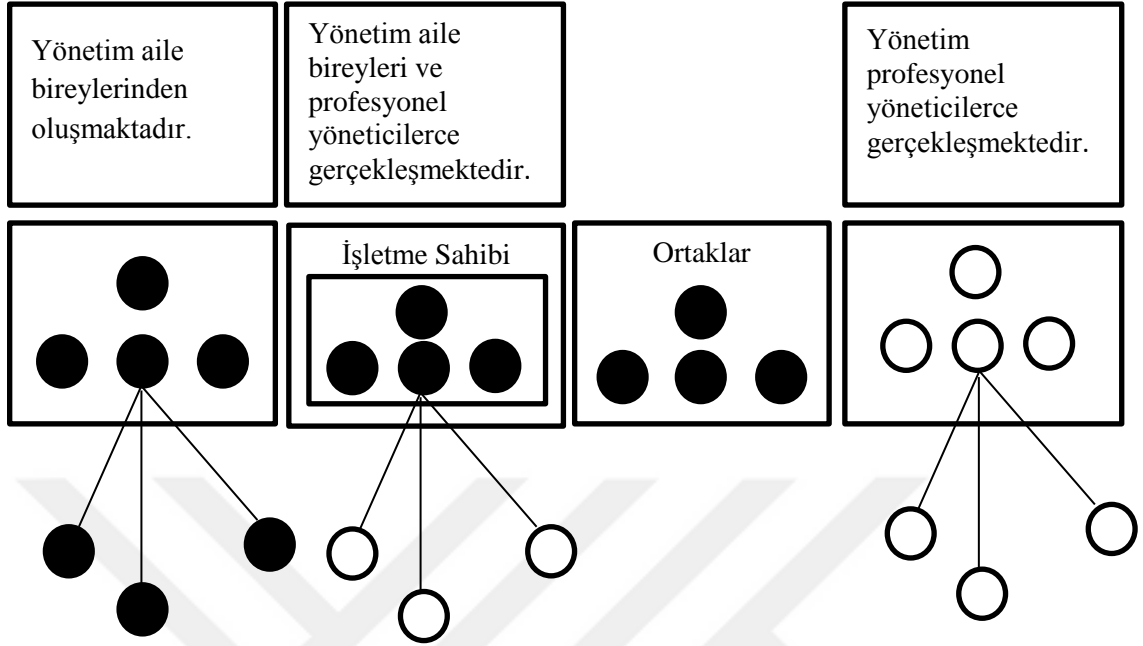 Yönetim aile
bireylerinden
oluşmaktadır.
Yönetim aile
bireyleri ve
profesyonel
yöneticilerce
gerçekleşmektedir.
Yönetim
profesyonel
yöneticilerce
gerçekleşmektedir.
İşletme Sahibi
Ortaklar